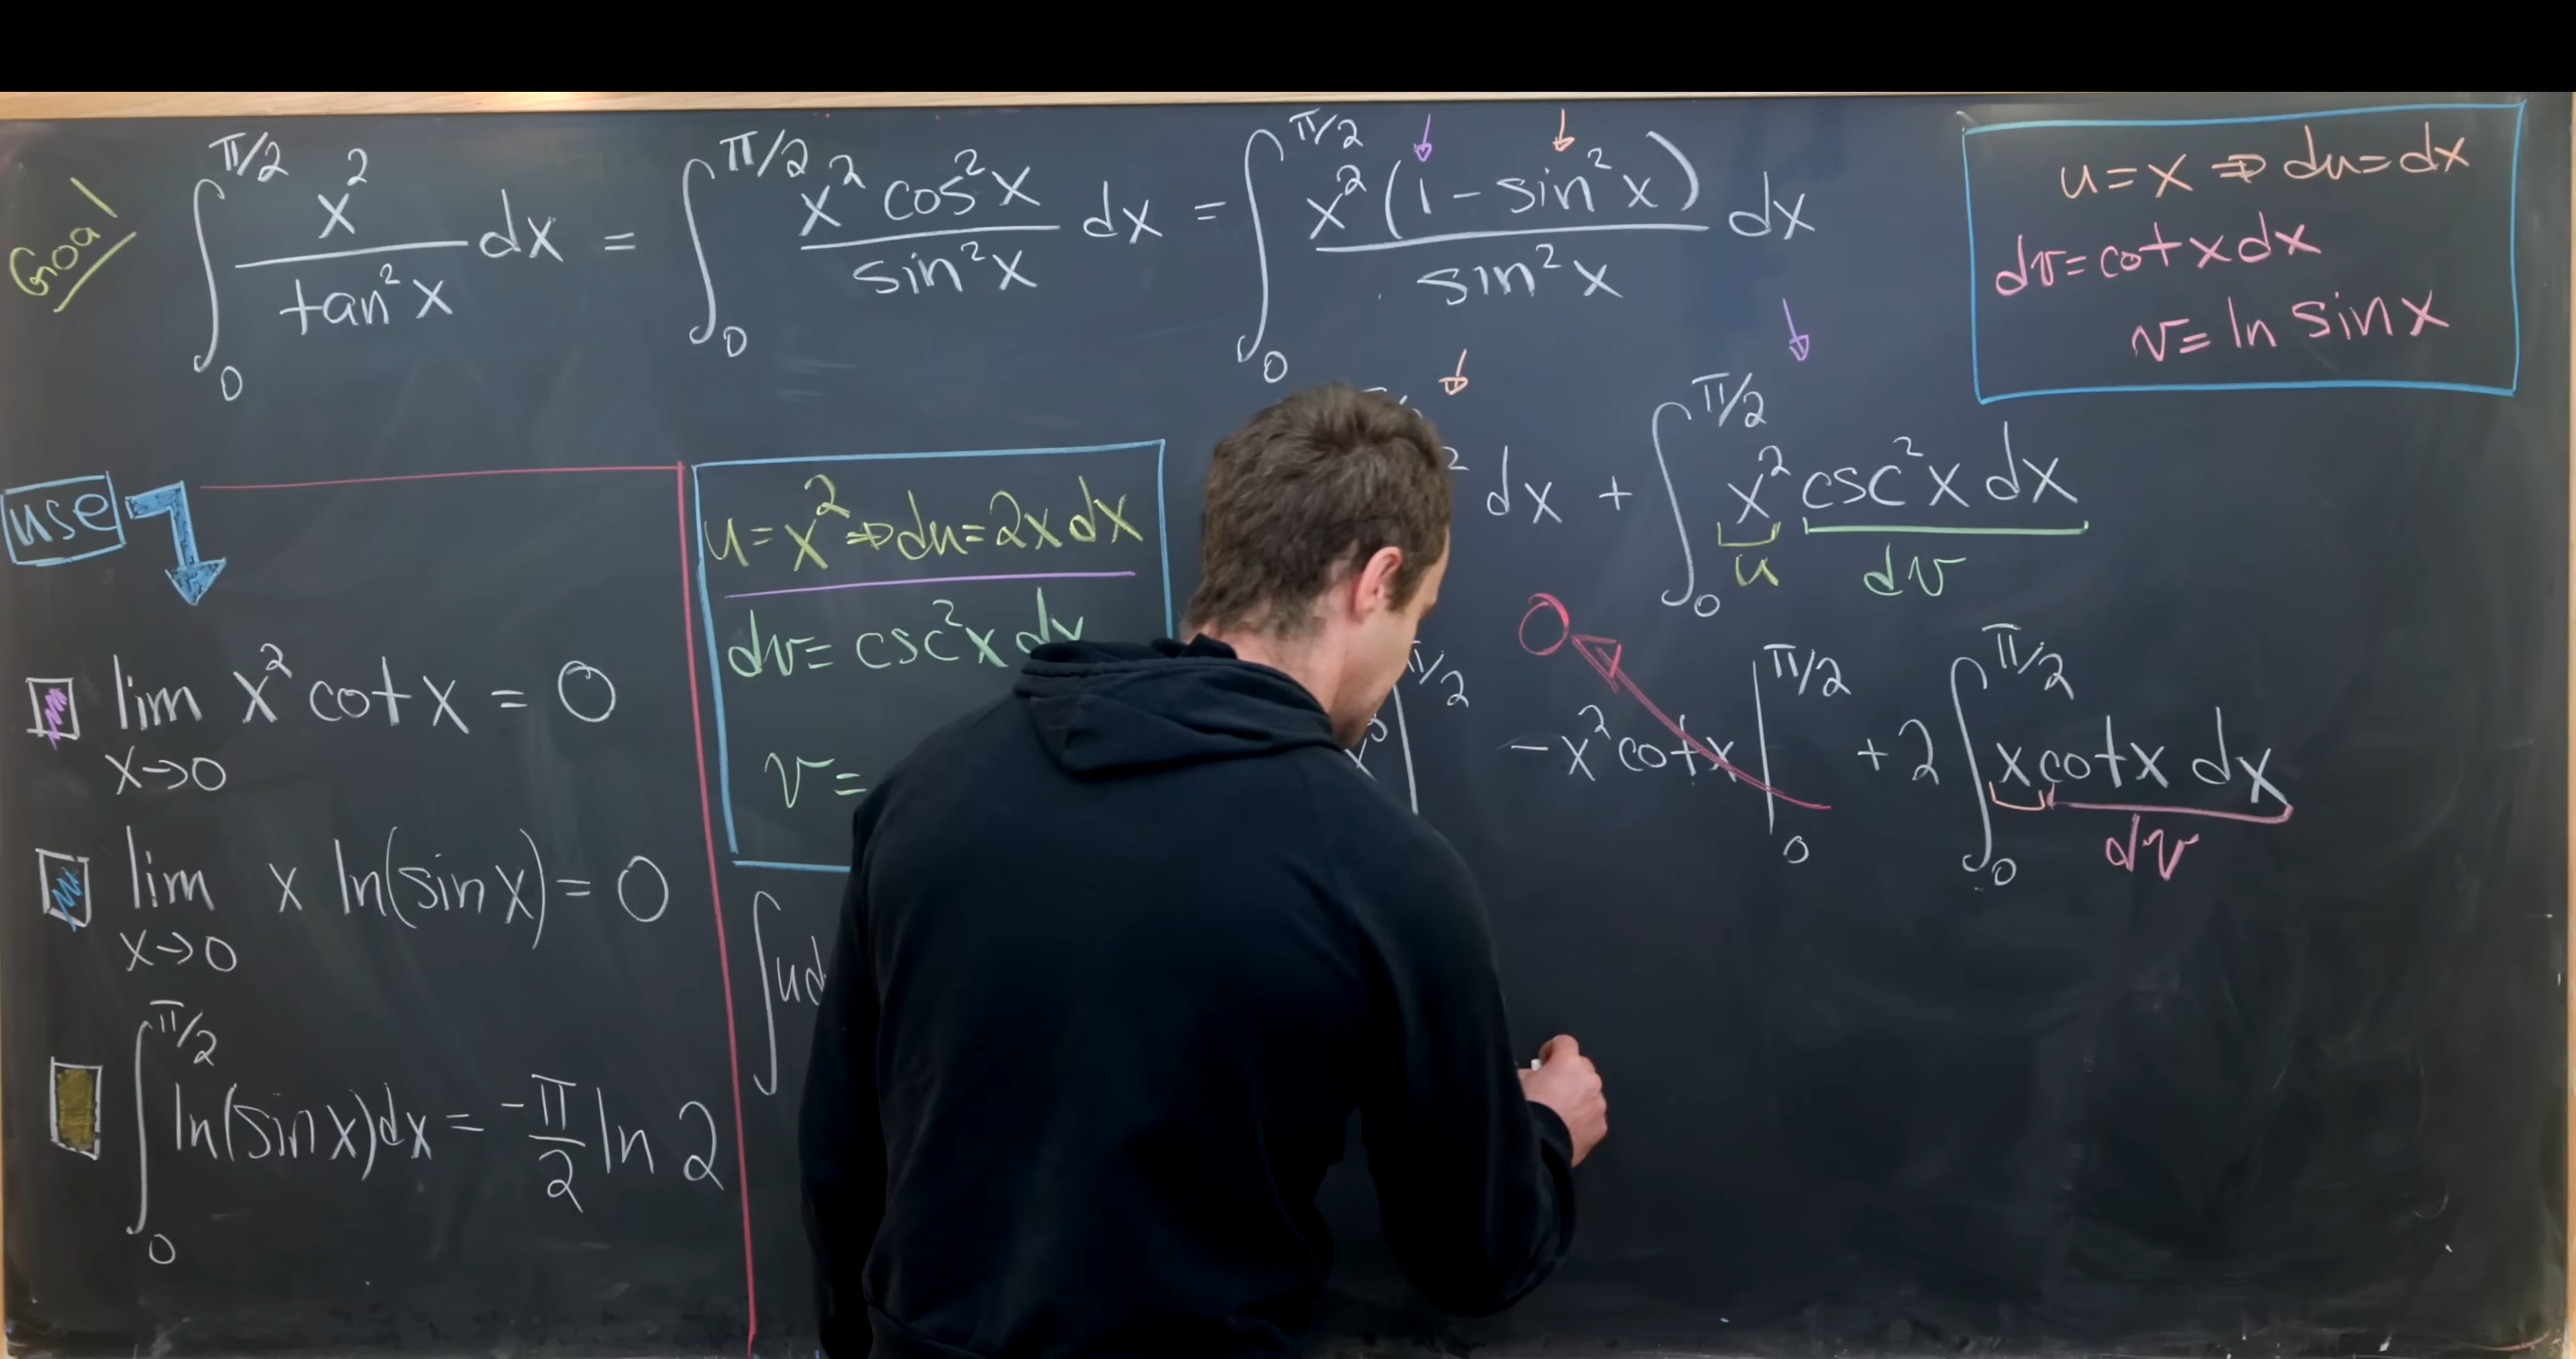 Goal
∫₀^{π/2} x²/tan²x dx = ∫₀^{π/2} x² cos²x/sin²x dx = ∫₀^{π/2} x²(1 - sin²x)/sin²x dx
u = x ⇒ du = dx
dv = cot x dx
v = ln sin x
dx + ∫₀^{π/2} x² csc²x dx
u dv
use
u = x² ⇒ du = 2x dx
dv = csc²x dx
v =
0
π/2 -x² cot x |₀^{π/2} + 2 ∫₀^{π/2} x cot x dx
dv
lim x→0 x² cot x = 0
lim x→0 x ln(sin x) = 0
∫ud
∫₀^{π/2} ln(sin x)dx = -π/2 ln 2